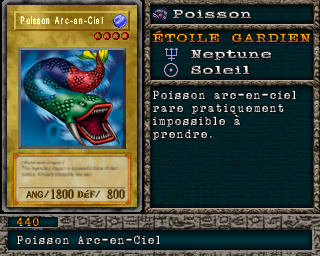 Poisson Arc-en-Ciel
ANG/1800 DÉF/ 800
Poisson
ÉTOILE GARDIEN
Neptune
Soleil
Poisson arc-en-ciel
rare pratiquement
impossible à
prendre.
440
Poisson Arc-en-Ciel